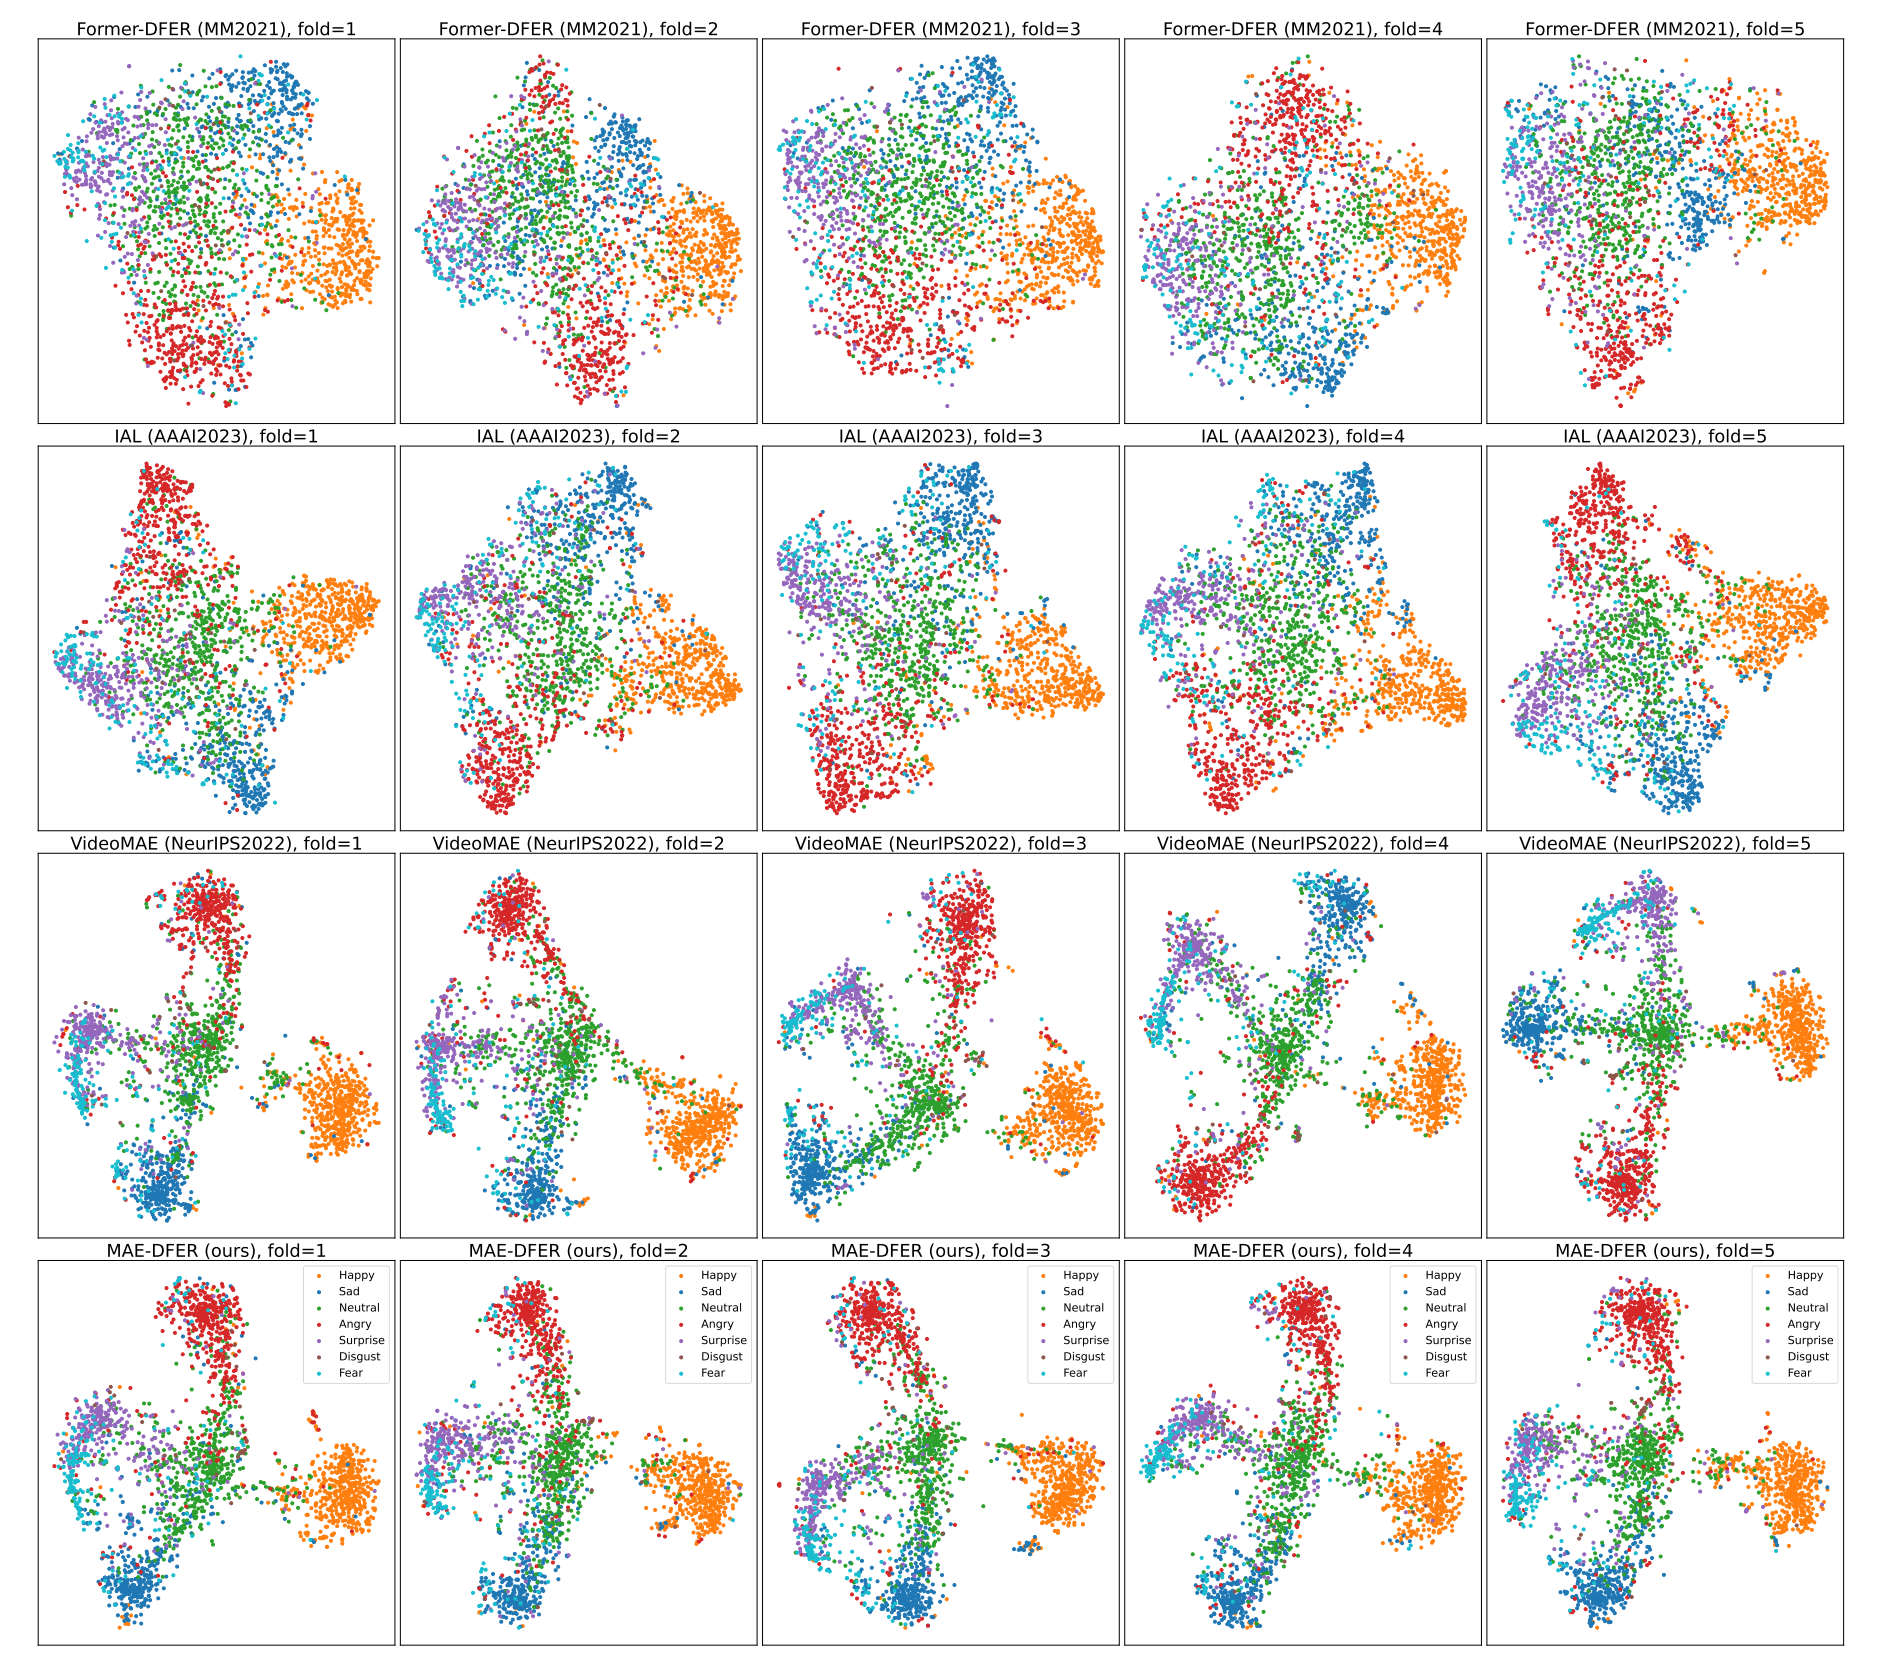 Former-DFER (MM2021), fold=1
Former-DFER (MM2021), fold=2
Former-DFER (MM2021), fold=3
Former-DFER (MM2021), fold=4
Former-DFER (MM2021), fold=5
IAL (AAAI2023), fold=1
IAL (AAAI2023), fold=2
IAL (AAAI2023), fold=3
IAL (AAAI2023), fold=4
IAL (AAAI2023), fold=5
VideoMAE (NeurIPS2022), fold=1
VideoMAE (NeurIPS2022), fold=2
VideoMAE (NeurIPS2022), fold=3
VideoMAE (NeurIPS2022), fold=4
VideoMAE (NeurIPS2022), fold=5
MAE-DFER (ours), fold=1
Happy
Sad
Neutral
Angry
Surprise
Disgust
Fear
MAE-DFER (ours), fold=2
Happy
Sad
Neutral
Angry
Surprise
Disgust
Fear
MAE-DFER (ours), fold=3
Happy
Sad
Neutral
Angry
Surprise
Disgust
Fear
MAE-DFER (ours), fold=4
Happy
Sad
Neutral
Angry
Surprise
Disgust
Fear
MAE-DFER (ours), fold=5
Happy
Sad
Neutral
Angry
Surprise
Disgust
Fear